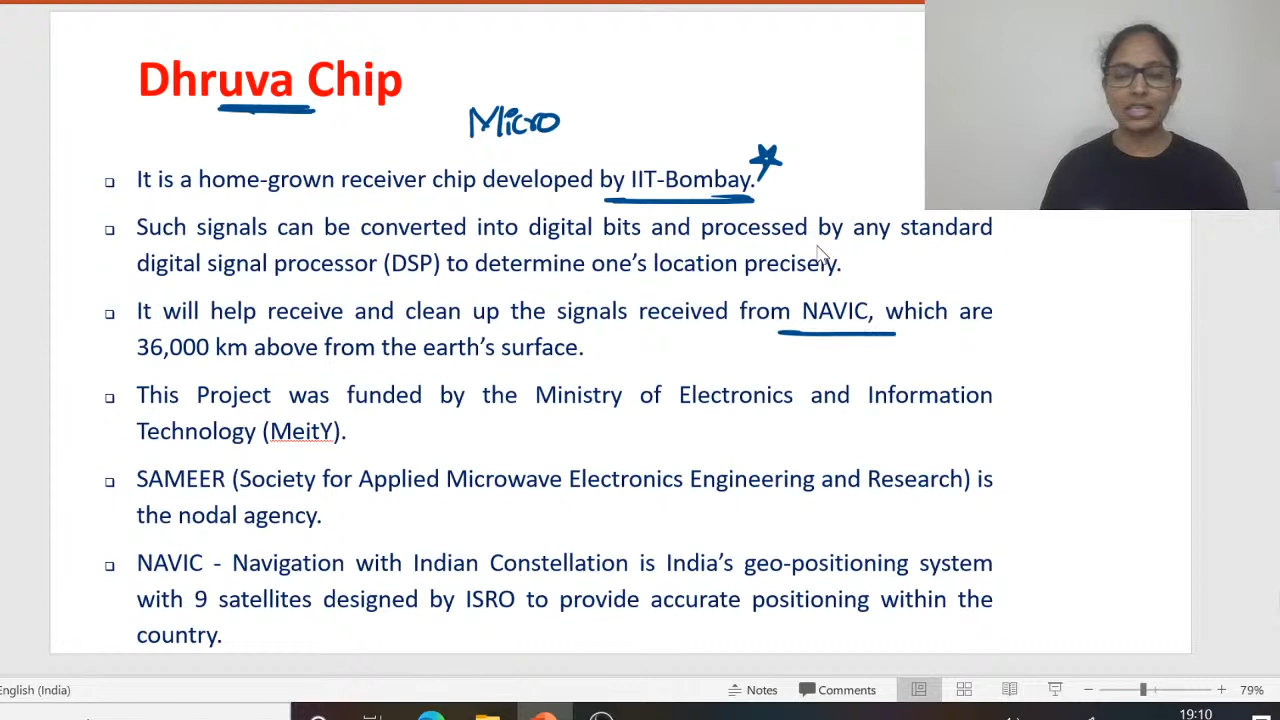 Dhruva Chip
Micro
❑ It is a home-grown receiver chip developed by IIT-Bombay.
❑ Such signals can be converted into digital bits and processed by any standard
digital signal processor (DSP) to determine one's location precisely.
❑ It will help receive and clean up the signals received from NAVIC, which are
36,000 km above from the earth's surface.
❑ This Project was funded by the Ministry of Electronics and Information
Technology (MeitY).
❑ SAMEER (Society for Applied Microwave Electronics Engineering and Research) is
the nodal agency.
❑ NAVIC - Navigation with Indian Constellation is India's geo-positioning system
with 9 satellites designed by ISRO to provide accurate positioning within the
country.
English (India) Notes Comments 79%
19:10